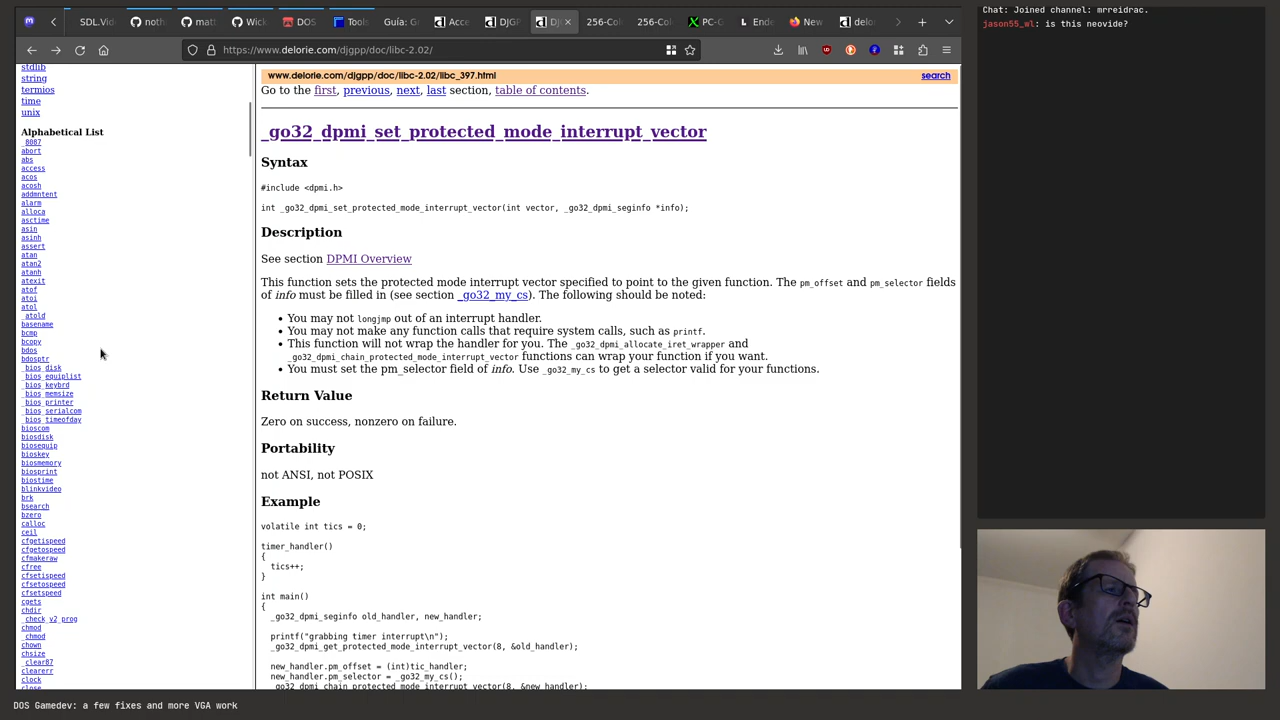 SDL.Vid
noth
matt
Wick
DOS
Tools
Guía: G
Acce
DJGP
Dj
256-Col
256-Col
PC-G
Ende
New
delor
https://www.delorie.com/djgpp/doc/libc-2.02/
stdlib
string
termios
time
unix
Alphabetical List
_8087
abort
abs
access
acos
acosh
addmntent
alarm
alloca
asctime
asin
asinh
assert
atan
atan2
atanh
atexit
atof
atoi
atol
_atold
basename
bcmp
bcopy
bdos
bdosptr
_bios_disk
_bios_equiplist
_bios_keybrd
_bios_memsize
_bios_printer
_bios_serialcom
_bios_timeofday
bioscom
biosdisk
biosequip
bioskey
biosmemory
biosprint
biostime
blinkvideo
brk
bsearch
bzero
calloc
ceil
cfgetispeed
cfgetospeed
cfmakeraw
cfree
cfsetispeed
cfsetospeed
cfsetspeed
cgets
chdir
_check_v2_prog
chmod
_chmod
chown
chsize
_clear87
clearerr
clock
close
www.delorie.com/djgpp/doc/libc-2.02/libc_397.html search
Go to the first, previous, next, last section, table of contents.
_go32_dpmi_set_protected_mode_interrupt_vector
Syntax
#include <dpmi.h>
int _go32_dpmi_set_protected_mode_interrupt_vector(int vector, _go32_dpmi_seginfo *info);
Description
See section DPMI Overview
This function sets the protected mode interrupt vector specified to point to the given function. The pm_offset and pm_selector fields
of info must be filled in (see section _go32_my_cs). The following should be noted:
• You may not longjmp out of an interrupt handler.
• You may not make any function calls that require system calls, such as printf.
• This function will not wrap the handler for you. The _go32_dpmi_allocate_iret_wrapper and
_go32_dpmi_chain_protected_mode_interrupt_vector functions can wrap your function if you want.
• You must set the pm_selector field of info. Use _go32_my_cs to get a selector valid for your functions.
Return Value
Zero on success, nonzero on failure.
Portability
not ANSI, not POSIX
Example
volatile int tics = 0;
timer_handler()
{
tics++;
}
int main()
{
_go32_dpmi_seginfo old_handler, new_handler;
printf("grabbing timer interrupt\n");
_go32_dpmi_get_protected_mode_interrupt_vector(8, &old_handler);
new_handler.pm_offset = (int)tic_handler;
new_handler.pm_selector = _go32_my_cs();
_go32_dpmi_chain_protected_mode_interrupt_vector(8, &new_handler);
Chat: Joined channel: mrreidrac.
jason55_wl: is this neovide?
DOS Gamedev: a few fixes and more VGA work